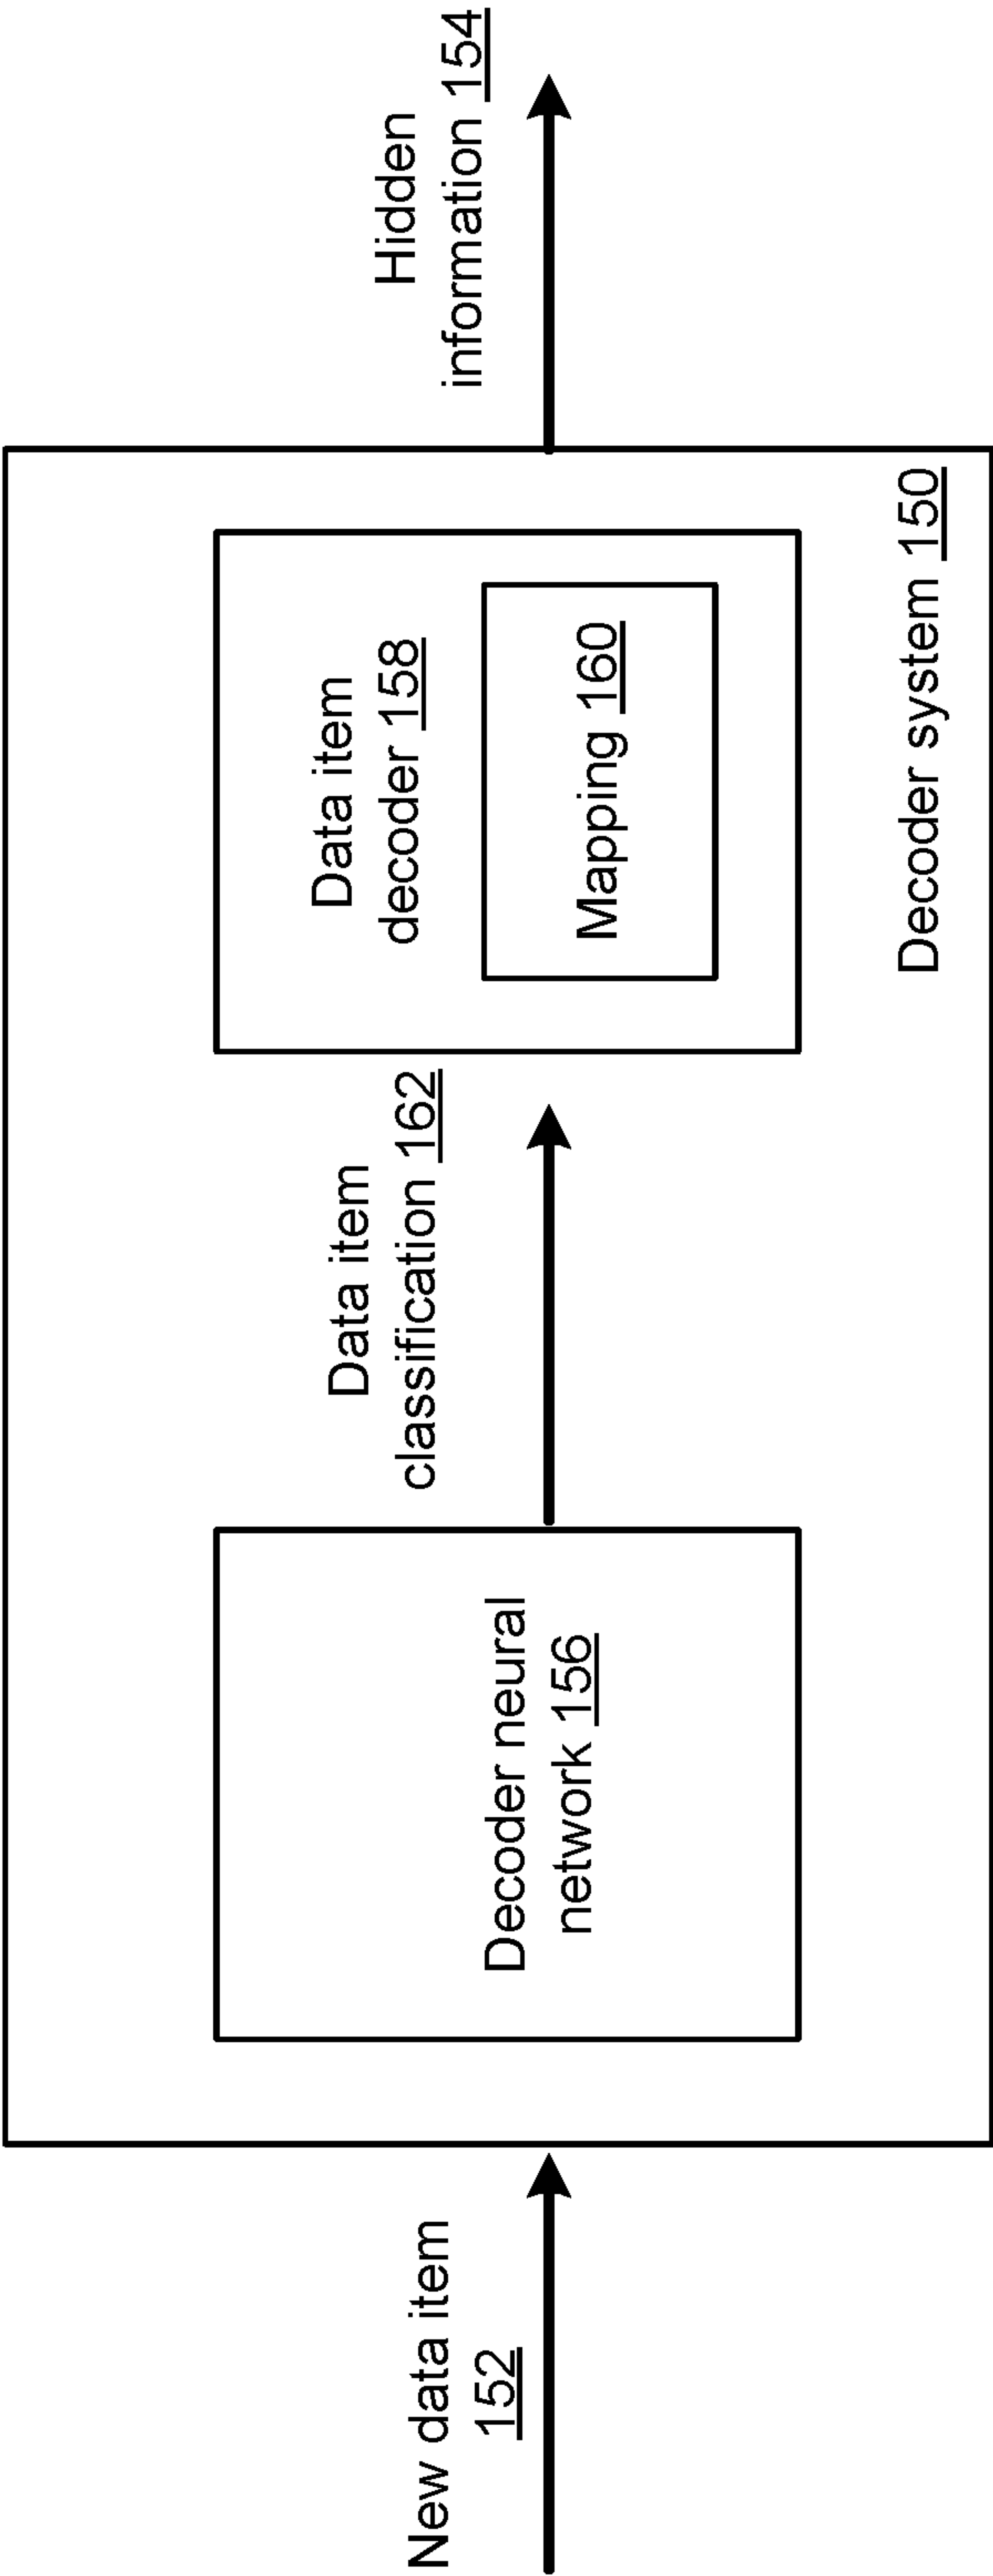 New data item
152
Decoder neural
network 156
Data item
classification 162
Data item
decoder 158
Mapping 160
Decoder system 150
Hidden
information 154